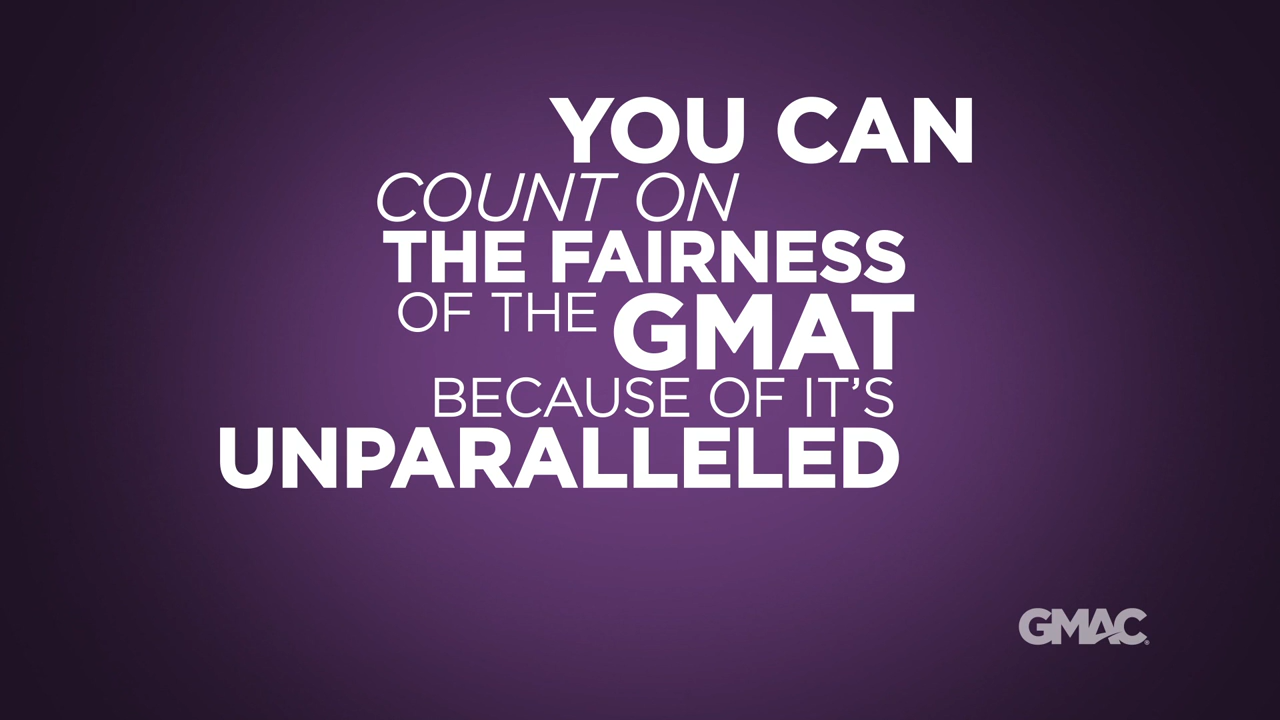 YOU CAN
COUNT ON
THE FAIRNESS
OF THE GMAT
BECAUSE OF IT’S
UNPARALLELED
GMAC®